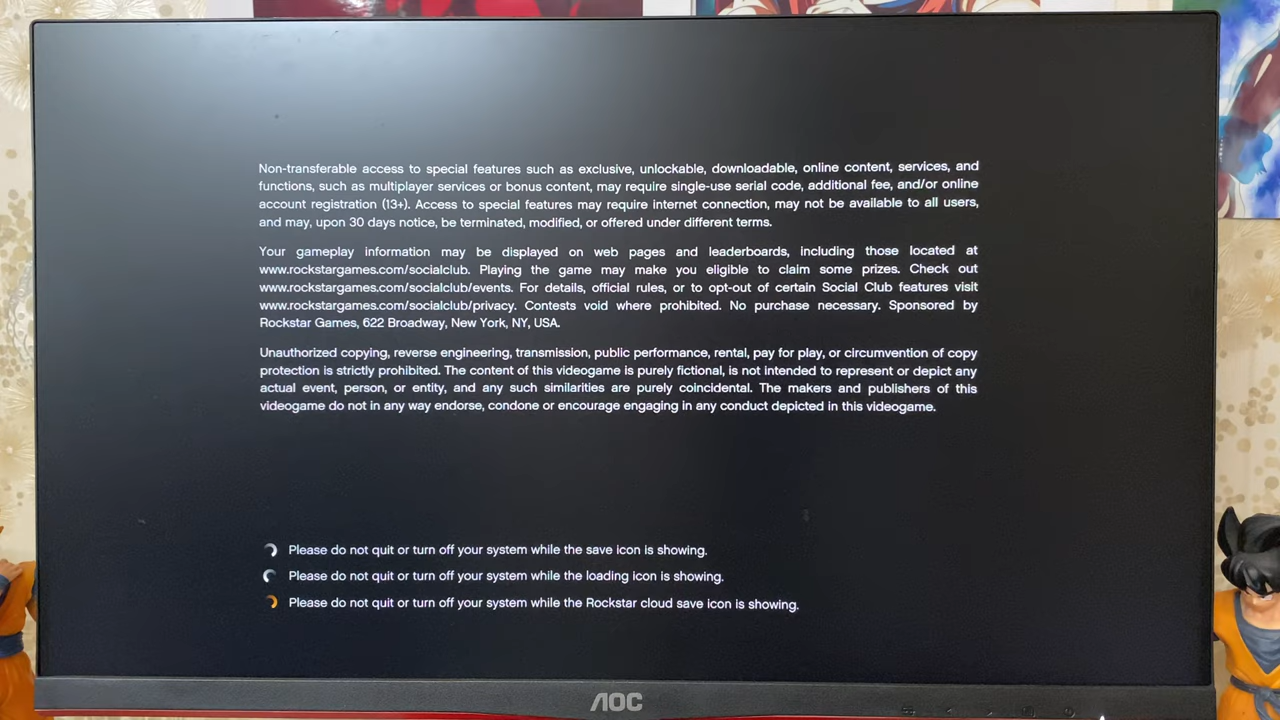 Non-transferable access to special features such as exclusive, unlockable, downloadable, online content, services, and
functions, such as multiplayer services or bonus content, may require single-use serial code, additional fee, and/or online
account registration (13+). Access to special features may require internet connection, may not be available to all users,
and may, upon 30 days notice, be terminated, modified, or offered under different terms.
Your gameplay information may be displayed on web pages and leaderboards, including those located at
www.rockstargames.com/socialclub. Playing the game may make you eligible to claim some prizes. Check out
www.rockstargames.com/socialclub/events. For details, official rules, or to opt-out of certain Social Club features visit
www.rockstargames.com/socialclub/privacy. Contests void where prohibited. No purchase necessary. Sponsored by
Rockstar Games, 622 Broadway, New York, NY, USA.
Unauthorized copying, reverse engineering, transmission, public performance, rental, pay for play, or circumvention of copy
protection is strictly prohibited. The content of this videogame is purely fictional, is not intended to represent or depict any
actual event, person, or entity, and any such similarities are purely coincidental. The makers and publishers of this
videogame do not in any way endorse, condone or encourage engaging in any conduct depicted in this videogame.
Please do not quit or turn off your system while the save icon is showing.
Please do not quit or turn off your system while the loading icon is showing.
Please do not quit or turn off your system while the Rockstar cloud save icon is showing.
AOC